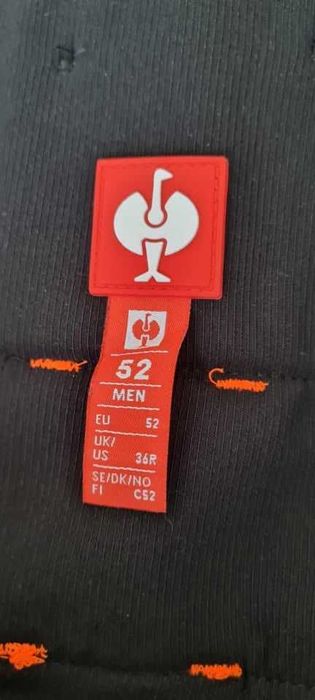 52
MEN
EU 52
UK/
US 36R
SE/DK/NO
FI C52